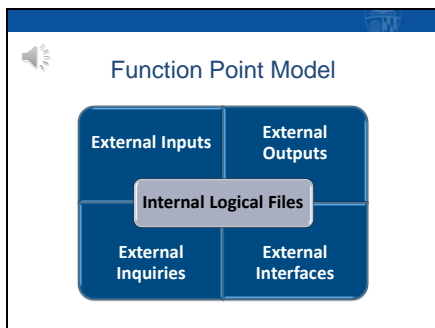 Function Point Model
External Inputs
External
Outputs
Internal Logical Files
External
Inquiries
External
Interfaces